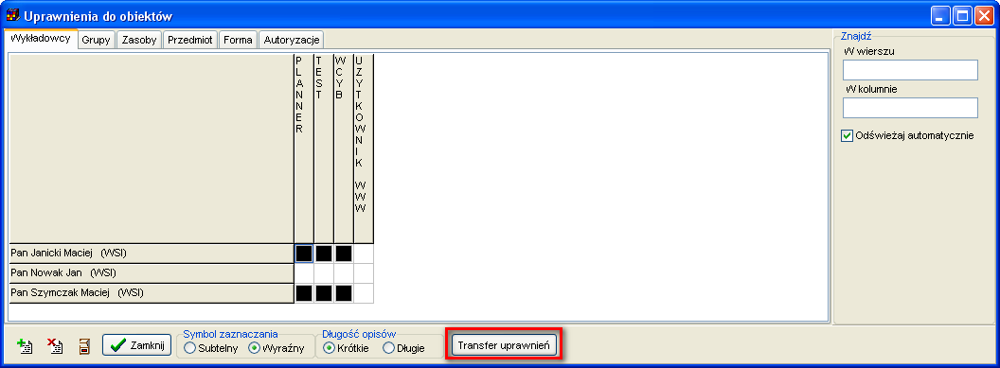 Uprawnienia do obiektów
Wykładowcy Grupy Zasoby Przedmiot Forma Autoryzacje
PLANNER
TEST
WCYB
UZYTKOWNIK WWW
Pan Janicki Maciej (WSI)
Pan Nowak Jan (WSI)
Pan Szymczak Maciej (WSI)
Znajdź
W wierszu
W kolumnie
Odświeżaj automatycznie
Zamknij
Symbol zaznaczania
Subtelny Wyraźny
Długość opisów
Krótkie Długie
Transfer uprawnień